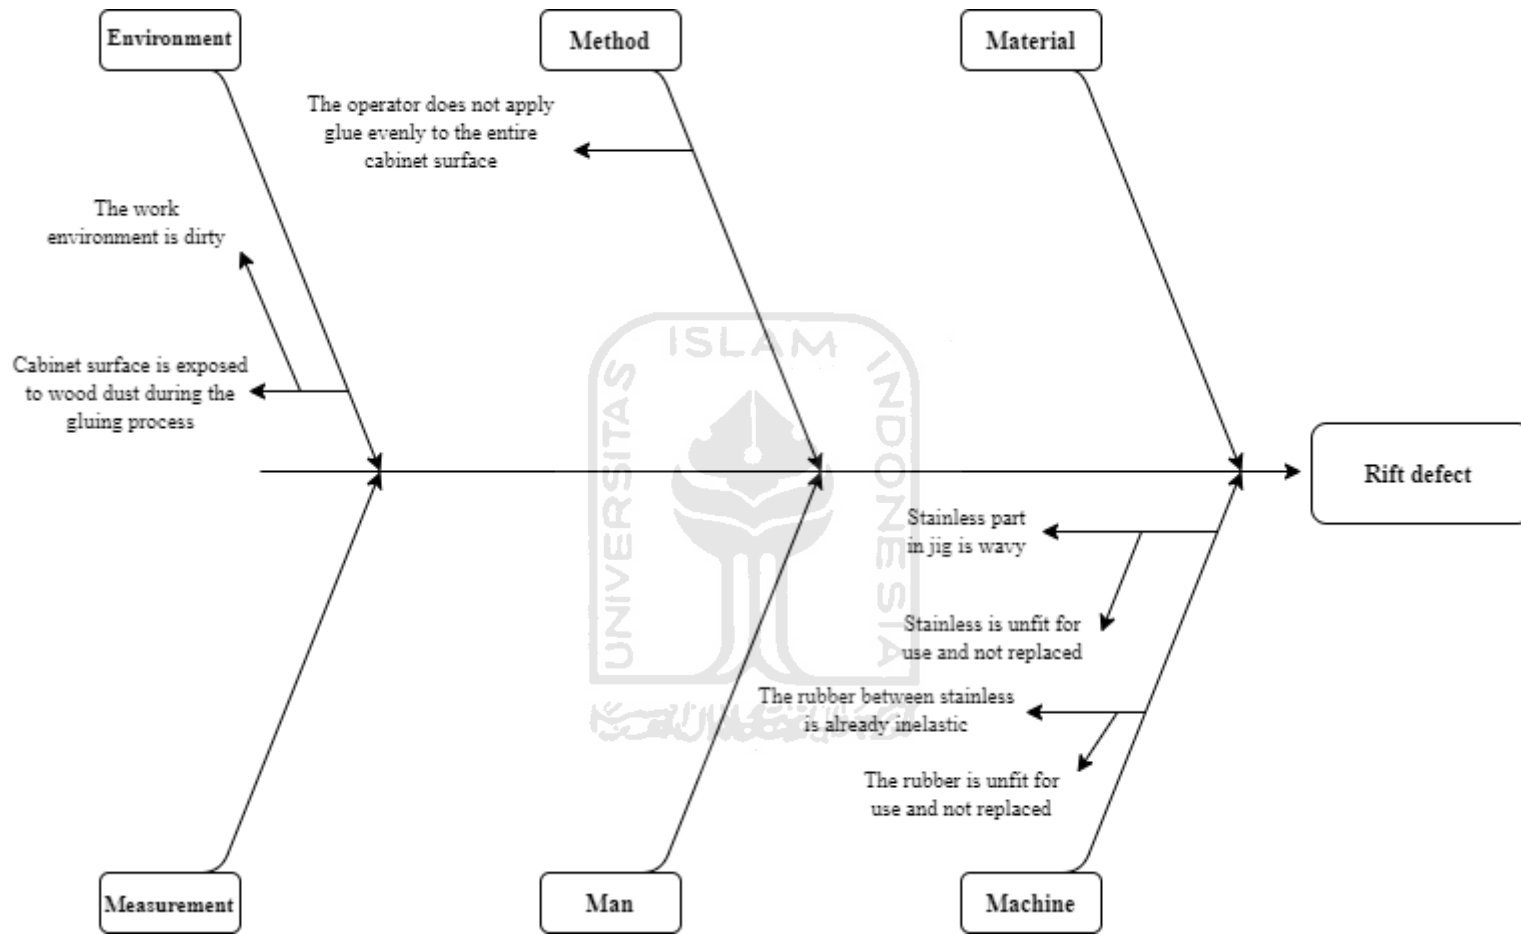 Environment
Method
Material
The operator does not apply
glue evenly to the entire
cabinet surface
The work
environment is dirty
Cabinet surface is exposed
to wood dust during the
gluing process
ISLAM
UNIVERSITAS
INDONESIA
Rift defect
Stainless part
in jig is wavy
Stainless is unfit for
use and not replaced
The rubber between stainless
is already inelastic
The rubber is unfit for
use and not replaced
Measurement
Man
Machine